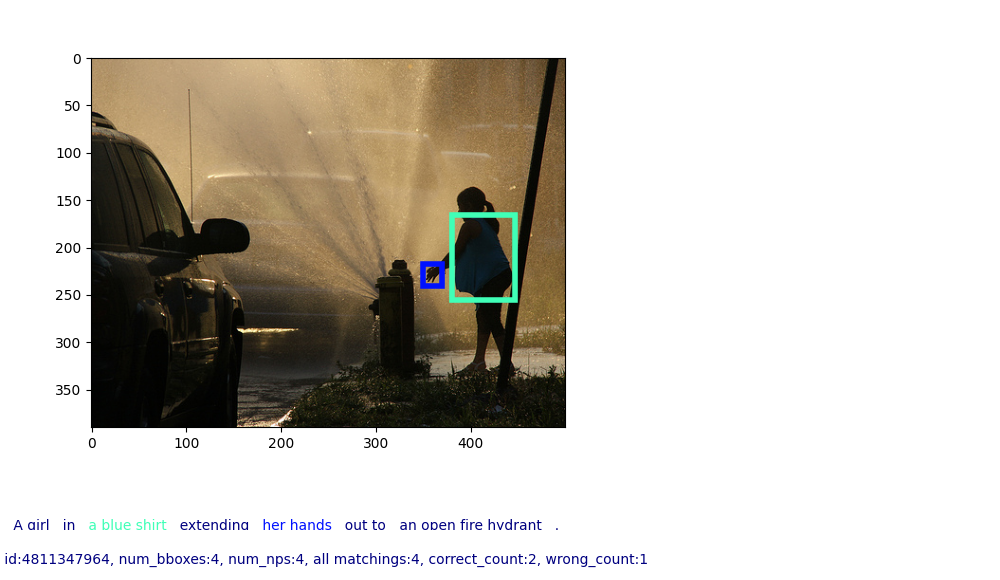 0
50
100
150
200
250
300
350
0 100 200 300 400
A girl in a blue shirt extending her hands out to an open fire hydrant .
id:4811347964, num_bboxes:4, num_nps:4, all matchings:4, correct_count:2, wrong_count:1